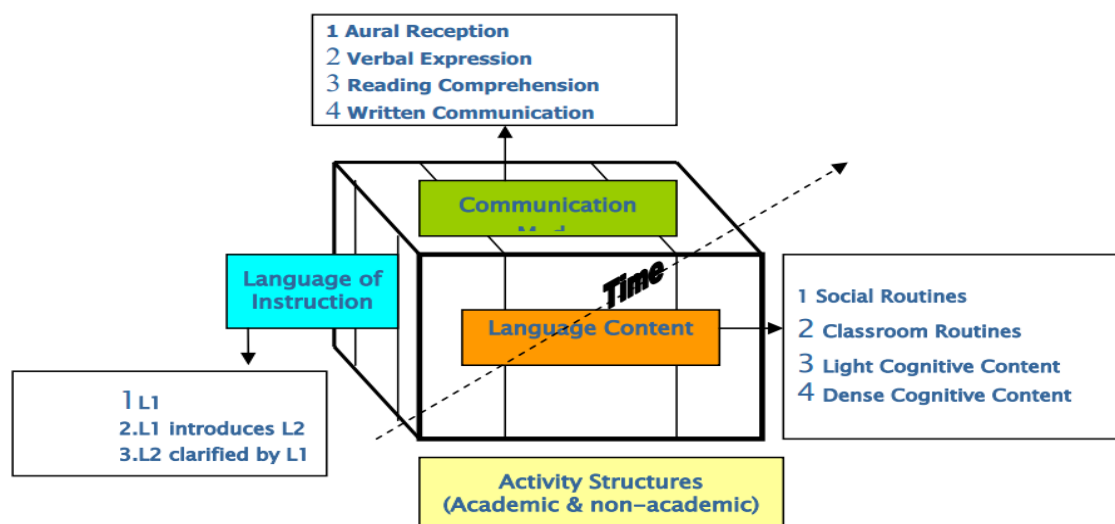 1 Aural Reception
2 Verbal Expression
3 Reading Comprehension
4 Written Communication
Communication
Time
Language of
Instruction
Language Content
1 Social Routines
2 Classroom Routines
3 Light Cognitive Content
4 Dense Cognitive Content
1 L1
2.L1 introduces L2
3.L2 clarified by L1
Activity Structures
(Academic & non-academic)